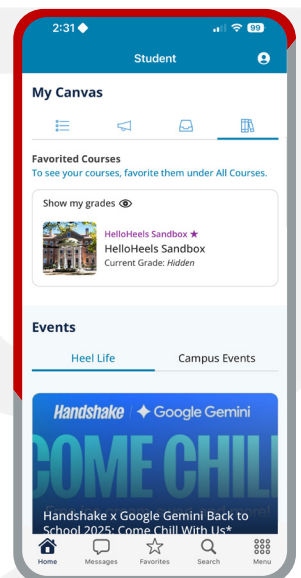 2:31
99
Student
My Canvas
Favorited Courses
To see your courses, favorite them under All Courses.
Show my grades
HelloHeels Sandbox ★
HelloHeels Sandbox
Current Grade: Hidden
Events
Heel Life
Campus Events
Handshake Google Gemini
COME CHILL
Handshake x Google Gemini Back to
School 2025: Come Chill With Us*
Home
Messages
Favorites
Search
Menu